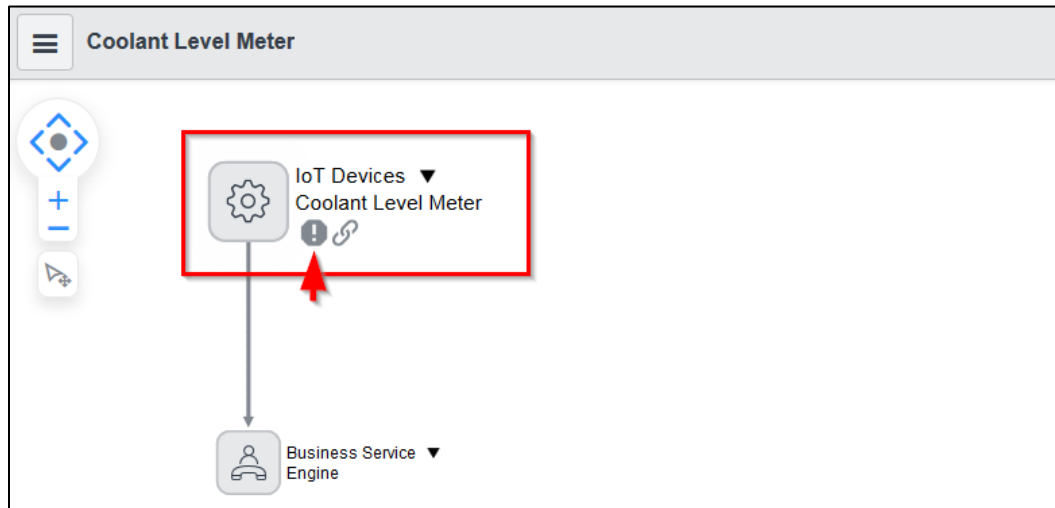 Coolant Level Meter
IoT Devices
Coolant Level Meter
Business Service
Engine